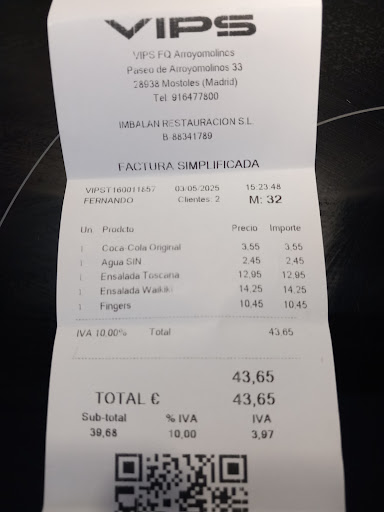 VIPS
VIPS FQ Arroyomolinos
Paseo de Arroyomolinos 33
28938 Mostoles (Madrid)
Tel: 916477800
IMBALAN RESTAURACION S.L.
B-88341789
FACTURA SIMPLIFICADA
VIPST160011657 03/05/2025 15:23:48
FERNANDO Clientes: 2 M: 32
Un. Prodcto Precio Importe
1 Coca Cola Original 3,55 3,55
1 Agua SIN 2,45 2,45
1 Ensalada Toscana 12,95 12,95
1 Ensalada Waikiki 14,25 14,25
1 Fingers 10,45 10,45
IVA 10,00% Total 43,65
43,65
TOTAL € 43,65
Sub-total % IVA IVA
39,68 10,00 3,97